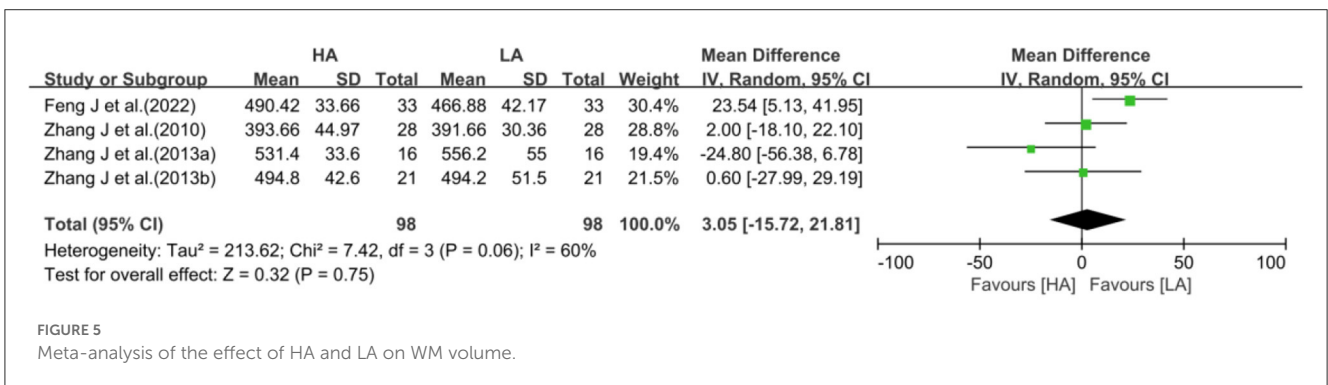 HA LA Mean Difference Mean Difference
Study or Subgroup Mean SD Total Mean SD Total Weight IV, Random, 95% CI IV, Random, 95% CI
Feng J et al.(2022) 490.42 33.66 33 466.88 42.17 33 30.4% 23.54 [5.13, 41.95]
Zhang J et al.(2010) 393.66 44.97 28 391.66 30.36 28 28.8% 2.00 [-18.10, 22.10]
Zhang J et al.(2013a) 531.4 33.6 16 556.2 55 16 19.4% -24.80 [-56.38, 6.78]
Zhang J et al.(2013b) 494.8 42.6 21 494.2 51.5 21 21.5% 0.60 [-27.99, 29.19]
Total (95% CI) 98 98 100.0% 3.05 [-15.72, 21.81]
Heterogeneity: Tau² = 213.62; Chi² = 7.42, df = 3 (P = 0.06); I² = 60%
Test for overall effect: Z = 0.32 (P = 0.75)
-100 -50 0 50 100
Favours [HA] Favours [LA]
FIGURE 5
Meta-analysis of the effect of HA and LA on WM volume.